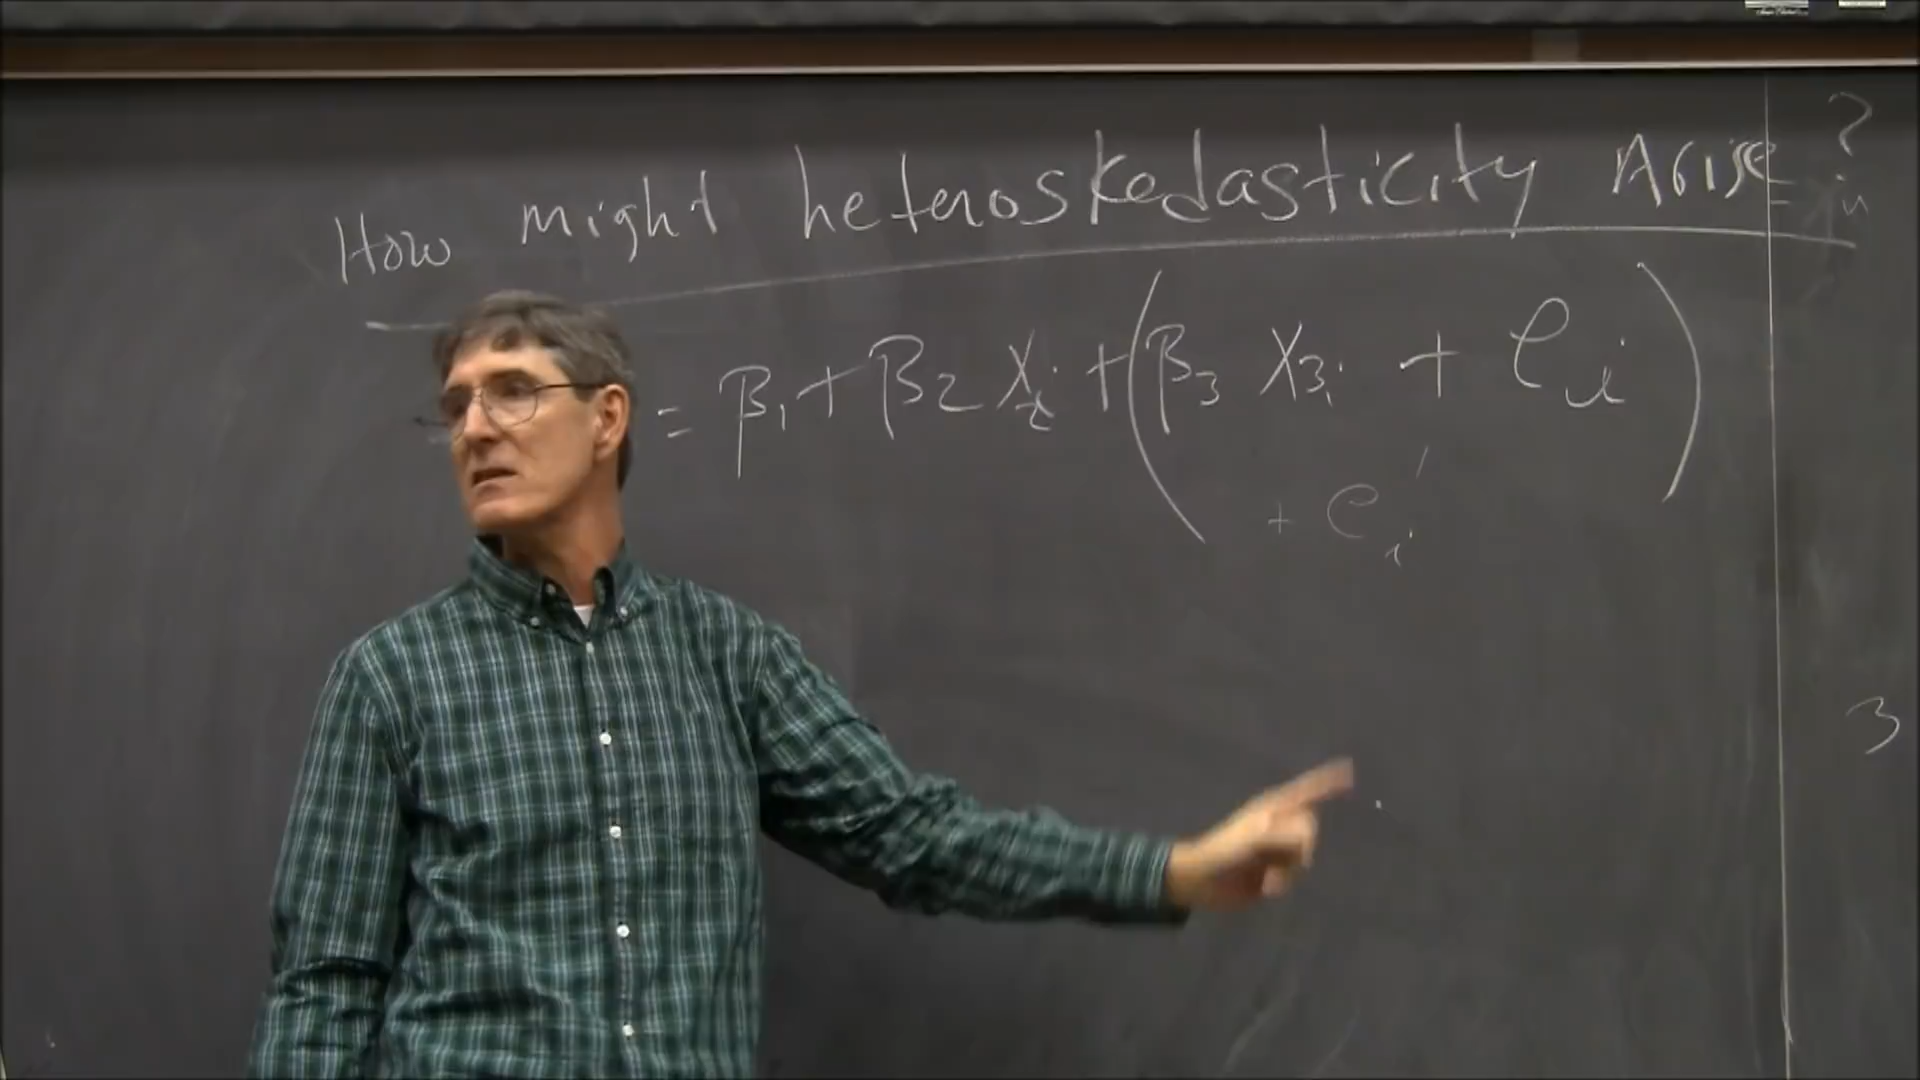 How might heteroskedasticity Arise?
= β₁ + β₂ X₂ᵢ + (β₃ X₃ᵢ + eᵢ)
+ eᵢ'
3